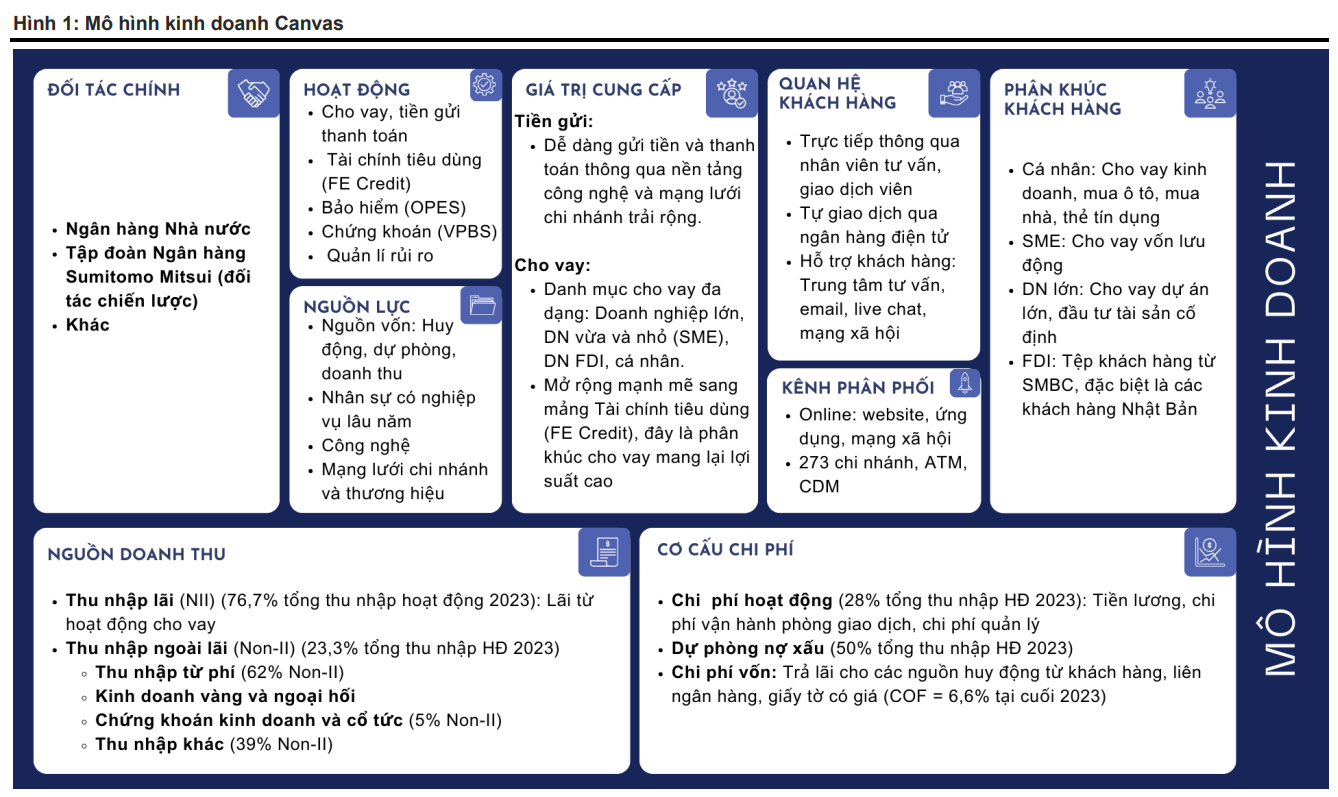 Hình 1: Mô hình kinh doanh Canvas
ĐỐI TÁC CHÍNH
• Ngân hàng Nhà nước
• Tập đoàn Ngân hàng
Sumitomo Mitsui (đối
tác chiến lược)
• Khác
HOẠT ĐỘNG
• Cho vay, tiền gửi
thanh toán
• Tài chính tiêu dùng
(FE Credit)
• Bảo hiểm (OPES)
• Chứng khoán (VPBS)
• Quản lí rủi ro
NGUỒN LỰC
• Nguồn vốn: Huy
động, dự phòng,
doanh thu
• Nhân sự có nghiệp
vụ lâu năm
• Công nghệ
• Mạng lưới chi nhánh
và thương hiệu
GIÁ TRỊ CUNG CẤP
Tiền gửi:
• Dễ dàng gửi tiền và thanh
toán thông qua nền tảng
công nghệ và mạng lưới
chi nhánh trải rộng.
Cho vay:
• Danh mục cho vay đa
dạng: Doanh nghiệp lớn,
DN vừa và nhỏ (SME),
DN FDI, cá nhân.
• Mở rộng mạnh mẽ sang
mảng Tài chính tiêu dùng
(FE Credit), đây là phân
khúc cho vay mang lại lợi
suất cao
QUAN HỆ
KHÁCH HÀNG
• Trực tiếp thông qua
nhân viên tư vấn,
giao dịch viên
• Tự giao dịch qua
ngân hàng điện tử
• Hỗ trợ khách hàng:
Trung tâm tư vấn,
email, live chat,
mạng xã hội
KÊNH PHÂN PHỐI
• Online: website, ứng
dụng, mạng xã hội
• 273 chi nhánh, ATM,
CDM
PHÂN KHÚC
KHÁCH HÀNG
• Cá nhân: Cho vay kinh
doanh, mua ô tô, mua
nhà, thẻ tín dụng
• SME: Cho vay vốn lưu
động
• DN lớn: Cho vay dự án
lớn, đầu tư tài sản cố
định
• FDI: Tệp khách hàng từ
SMBC, đặc biệt là các
khách hàng Nhật Bản
MÔ HÌNH KINH DOANH
NGUỒN DOANH THU
• Thu nhập lãi (NII) (76,7% tổng thu nhập hoạt động 2023): Lãi từ
hoạt động cho vay
• Thu nhập ngoài lãi (Non-II) (23,3% tổng thu nhập HĐ 2023)
◦ Thu nhập từ phí (62% Non-II)
◦ Kinh doanh vàng và ngoại hối
◦ Chứng khoán kinh doanh và cổ tức (5% Non-II)
◦ Thu nhập khác (39% Non-II)
CƠ CẤU CHI PHÍ
• Chi phí hoạt động (28% tổng thu nhập HĐ 2023): Tiền lương, chi
phí vận hành phòng giao dịch, chi phí quản lý
• Dự phòng nợ xấu (50% tổng thu nhập HĐ 2023)
• Chi phí vốn: Trả lãi cho các nguồn huy động từ khách hàng, liên
ngân hàng, giấy tờ có giá (COF = 6,6% tại cuối 2023)